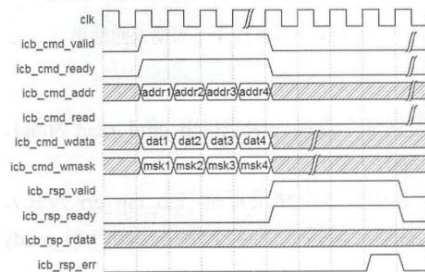 clk
icb_cmd_valid
icb_cmd_ready
icb_cmd_addr addr1 addr2 addr3 addr4
icb_cmd_read
icb_cmd_wdata dat1 dat2 dat3 dat4
icb_cmd_wmask msk1 msk2 msk3 msk4
icb_rsp_valid
icb_rsp_ready
icb_rsp_rdata
icb_rsp_err